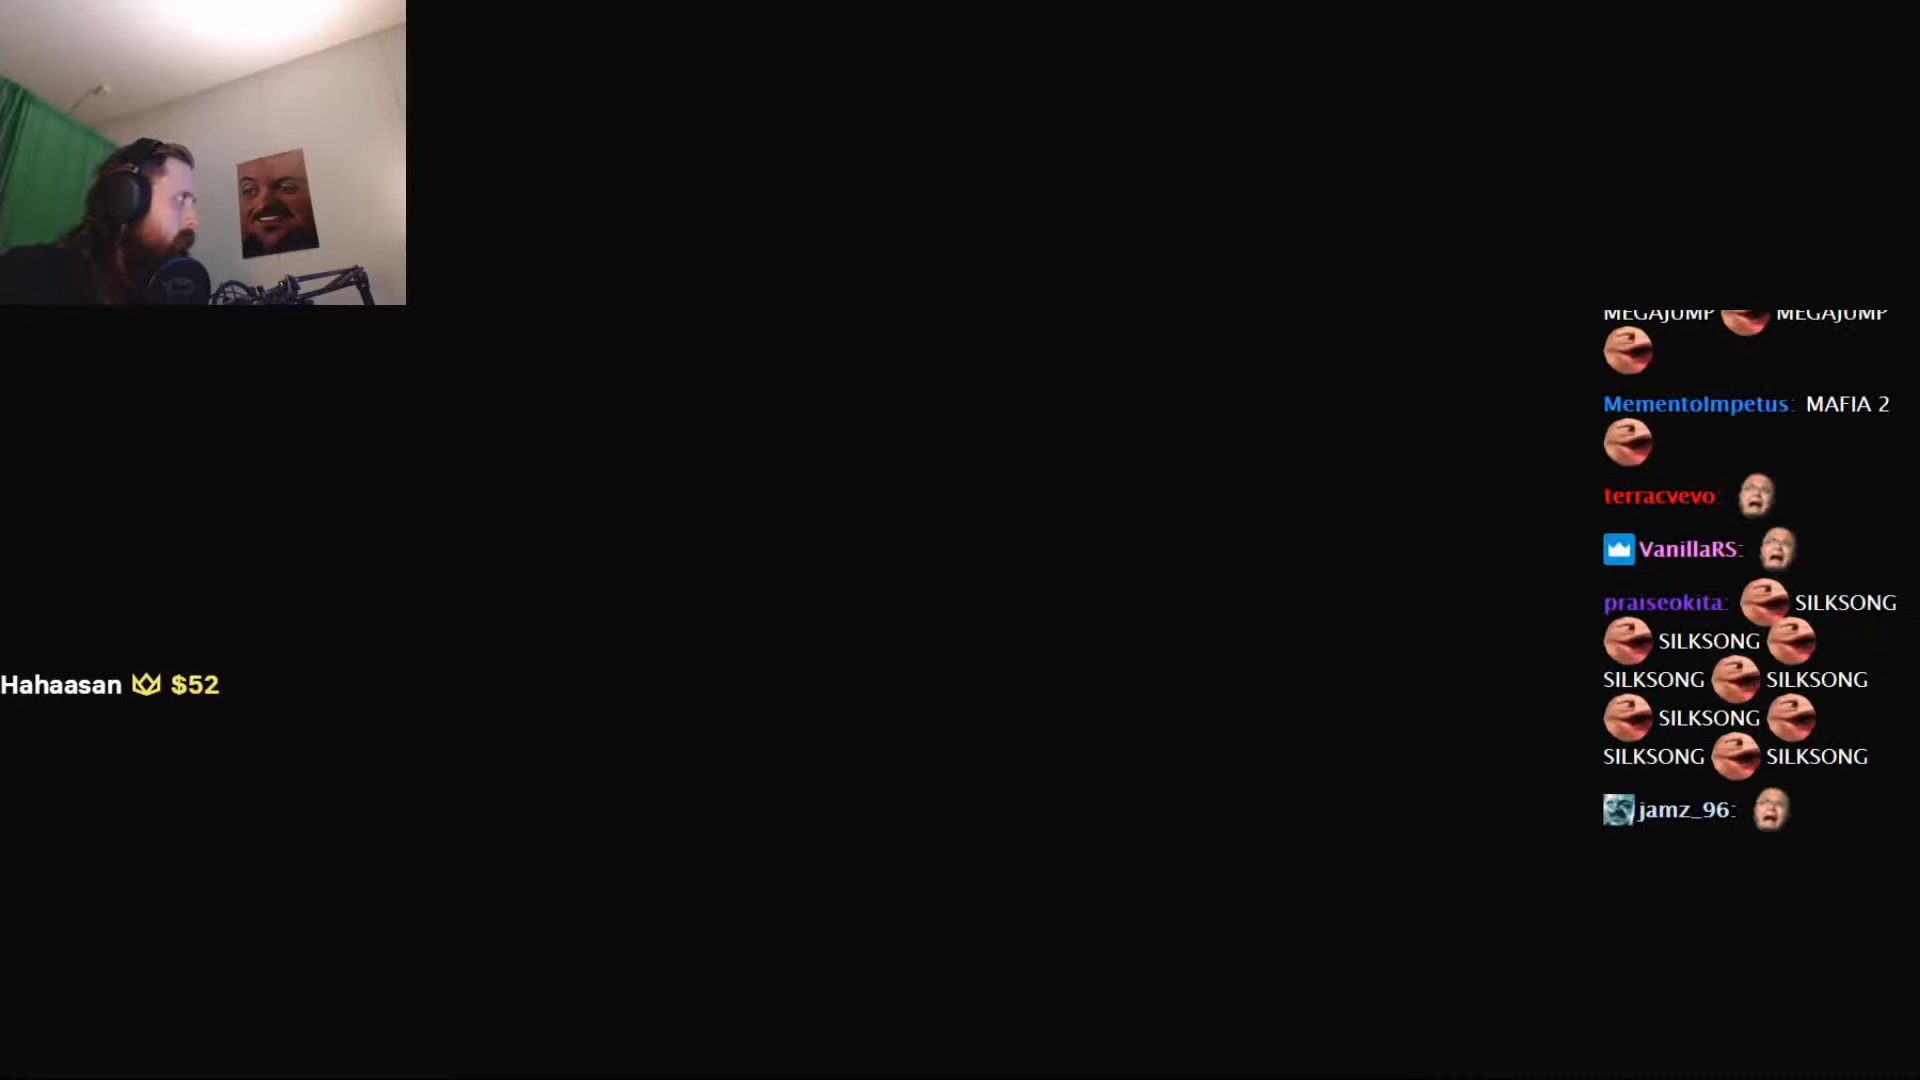 MEGAJUMP MEGAJUMP
MementoImpetus: MAFIA 2
terracvevo:
VanillaRS:
praiseokita: SILKSONG
SILKSONG
SILKSONG SILKSONG
SILKSONG
SILKSONG SILKSONG
Hahaasan $52
jamz_96: